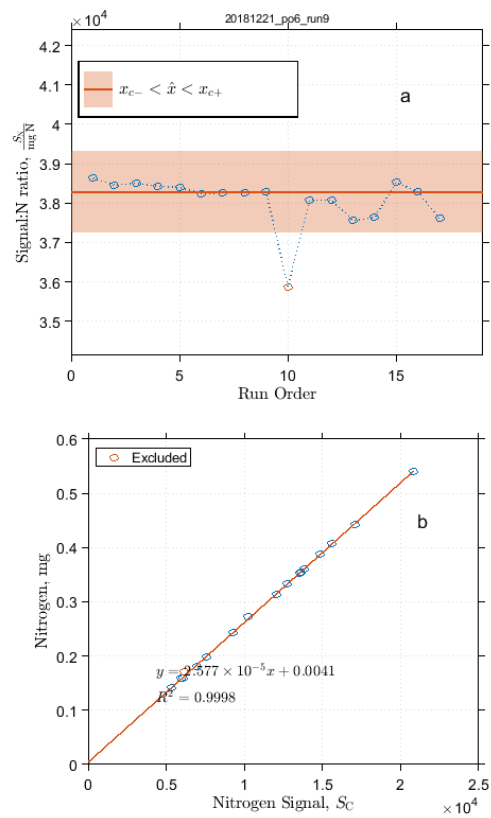 ×10⁴
20181221_po6_run9
4.2
4.1
4
3.9
3.8
3.7
3.6
3.5
x_{c−} < x̂ < x_{c+}
a
Signal:N ratio, S_N/mg N
0 5 10 15
Run Order
0.6
0.5
0.4
0.3
0.2
0.1
0
Excluded
b
Nitrogen, mg
y = 2.577 × 10⁻⁵x + 0.0041
R² = 0.9998
0 0.5 1 1.5 2 2.5
×10⁴
Nitrogen Signal, S_C